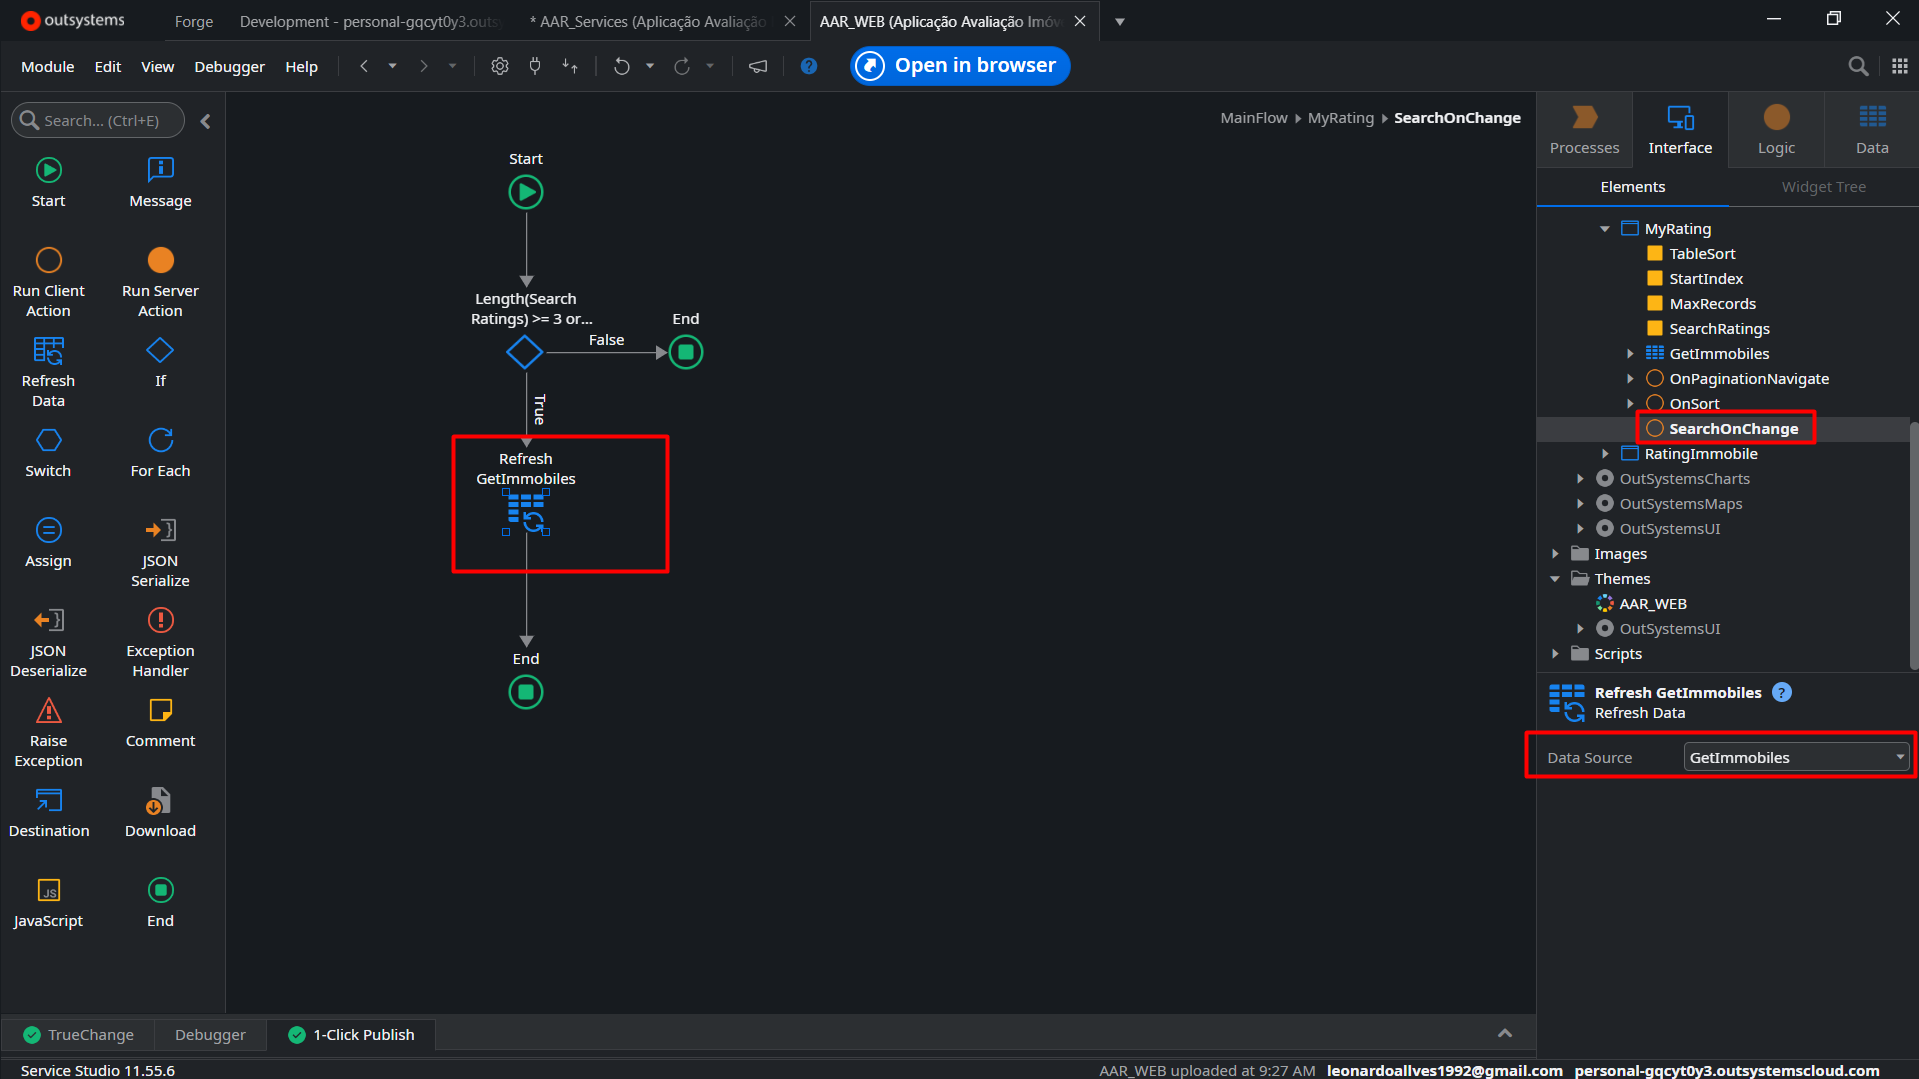 outsystems
Forge
Development - personal-gqcyt0y3.outs
* AAR_Services (Aplicação Avaliação
AAR_WEB (Aplicação Avaliação Imóv
Module Edit View Debugger Help
Open in browser
Search... (Ctrl+E)
Start
Message
Run Client
Action
Run Server
Action
Refresh
Data
If
Switch
For Each
Assign
JSON
Serialize
JSON
Deserialize
Exception
Handler
Raise
Exception
Comment
Destination
Download
JS
JavaScript
End
MainFlow MyRating SearchOnChange
Start
Length(Search
Ratings) >= 3 or...
False
End
True
Refresh
GetImmobiles
End
Processes
Interface
Logic
Data
Elements
Widget Tree
MyRating
TableSort
StartIndex
MaxRecords
SearchRatings
GetImmobiles
OnPaginationNavigate
OnSort
SearchOnChange
RatingImmobile
OutSystemsCharts
OutSystemsMaps
OutSystemsUI
Images
Themes
AAR_WEB
OutSystemsUI
Scripts
Refresh GetImmobiles ?
Refresh Data
Data Source GetImmobiles
TrueChange
Debugger
1-Click Publish
Service Studio 11.55.6
AAR_WEB uploaded at 9:27 AM leonardoallves1992@gmail.com personal-gqcyt0y3.outsystemscloud.com